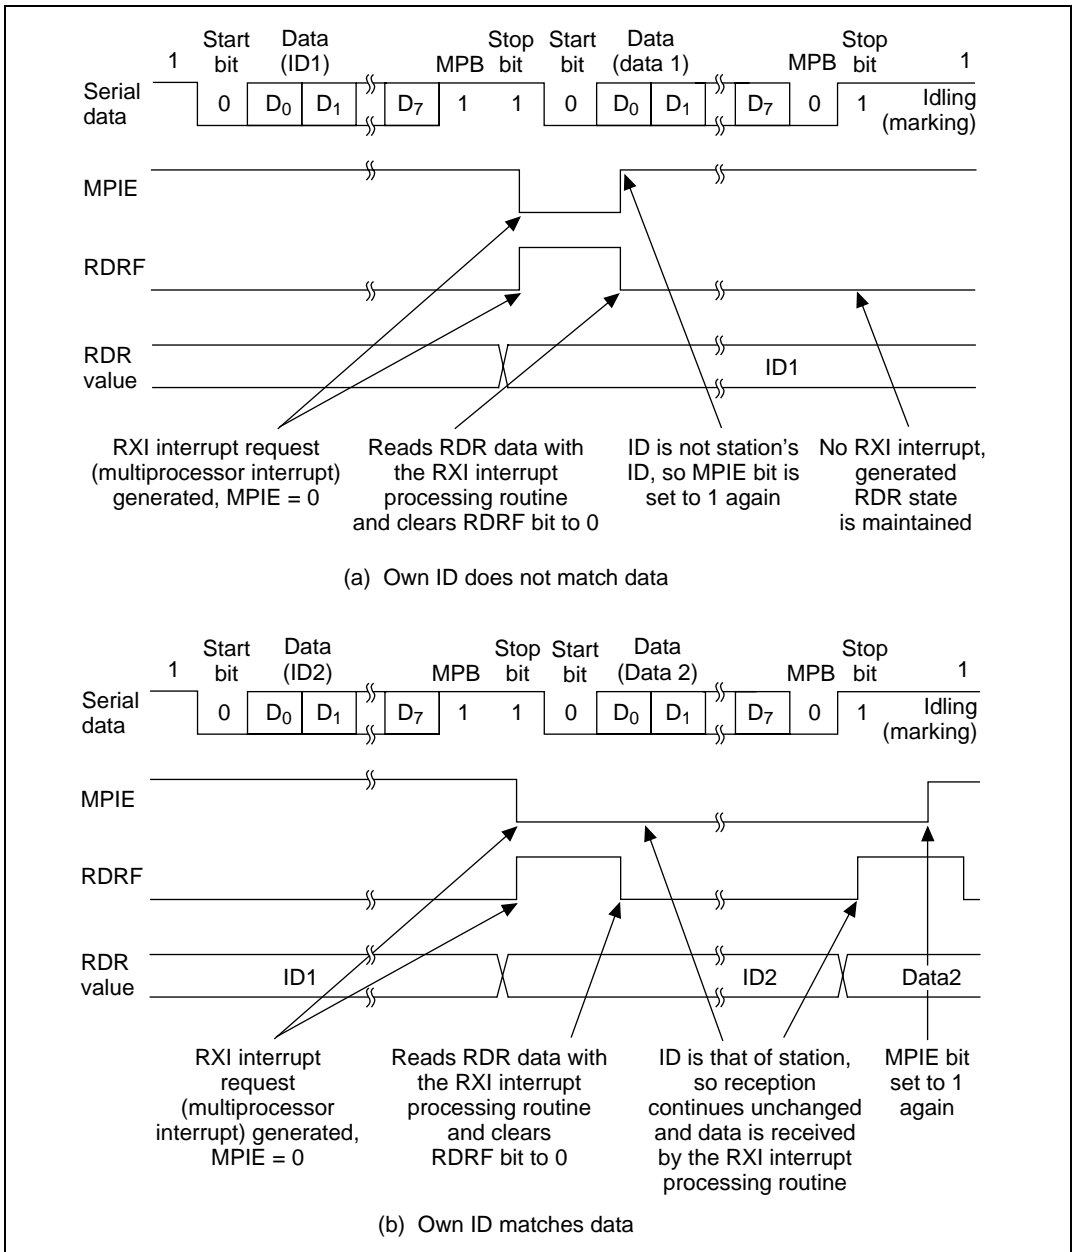 Start Data Stop Start Data Stop
1 bit (ID1) MPB bit bit (data 1) MPB bit 1
Serial data 0 D0 D1 D7 1 1 0 D0 D1 D7 0 1 Idling (marking)
MPIE
RDRF
RDR value ID1
RXI interrupt request
(multiprocessor interrupt)
generated, MPIE = 0
Reads RDR data with
the RXI interrupt
processing routine
and clears RDRF bit to 0
ID is not station's
ID, so MPIE bit is
set to 1 again
No RXI interrupt,
generated
RDR state
is maintained
(a) Own ID does not match data
Start Data Stop Start Data Stop
1 bit (ID2) MPB bit bit (Data 2) MPB bit 1
Serial data 0 D0 D1 D7 1 1 0 D0 D1 D7 0 1 Idling (marking)
MPIE
RDRF
RDR value ID1 ID2 Data2
RXI interrupt
request
(multiprocessor
interrupt) generated,
MPIE = 0
Reads RDR data with
the RXI interrupt
processing routine
and clears
RDRF bit to 0
ID is that of station,
so reception
continues unchanged
and data is received
by the RXI interrupt
processing routine
MPIE bit
set to 1
again
(b) Own ID matches data